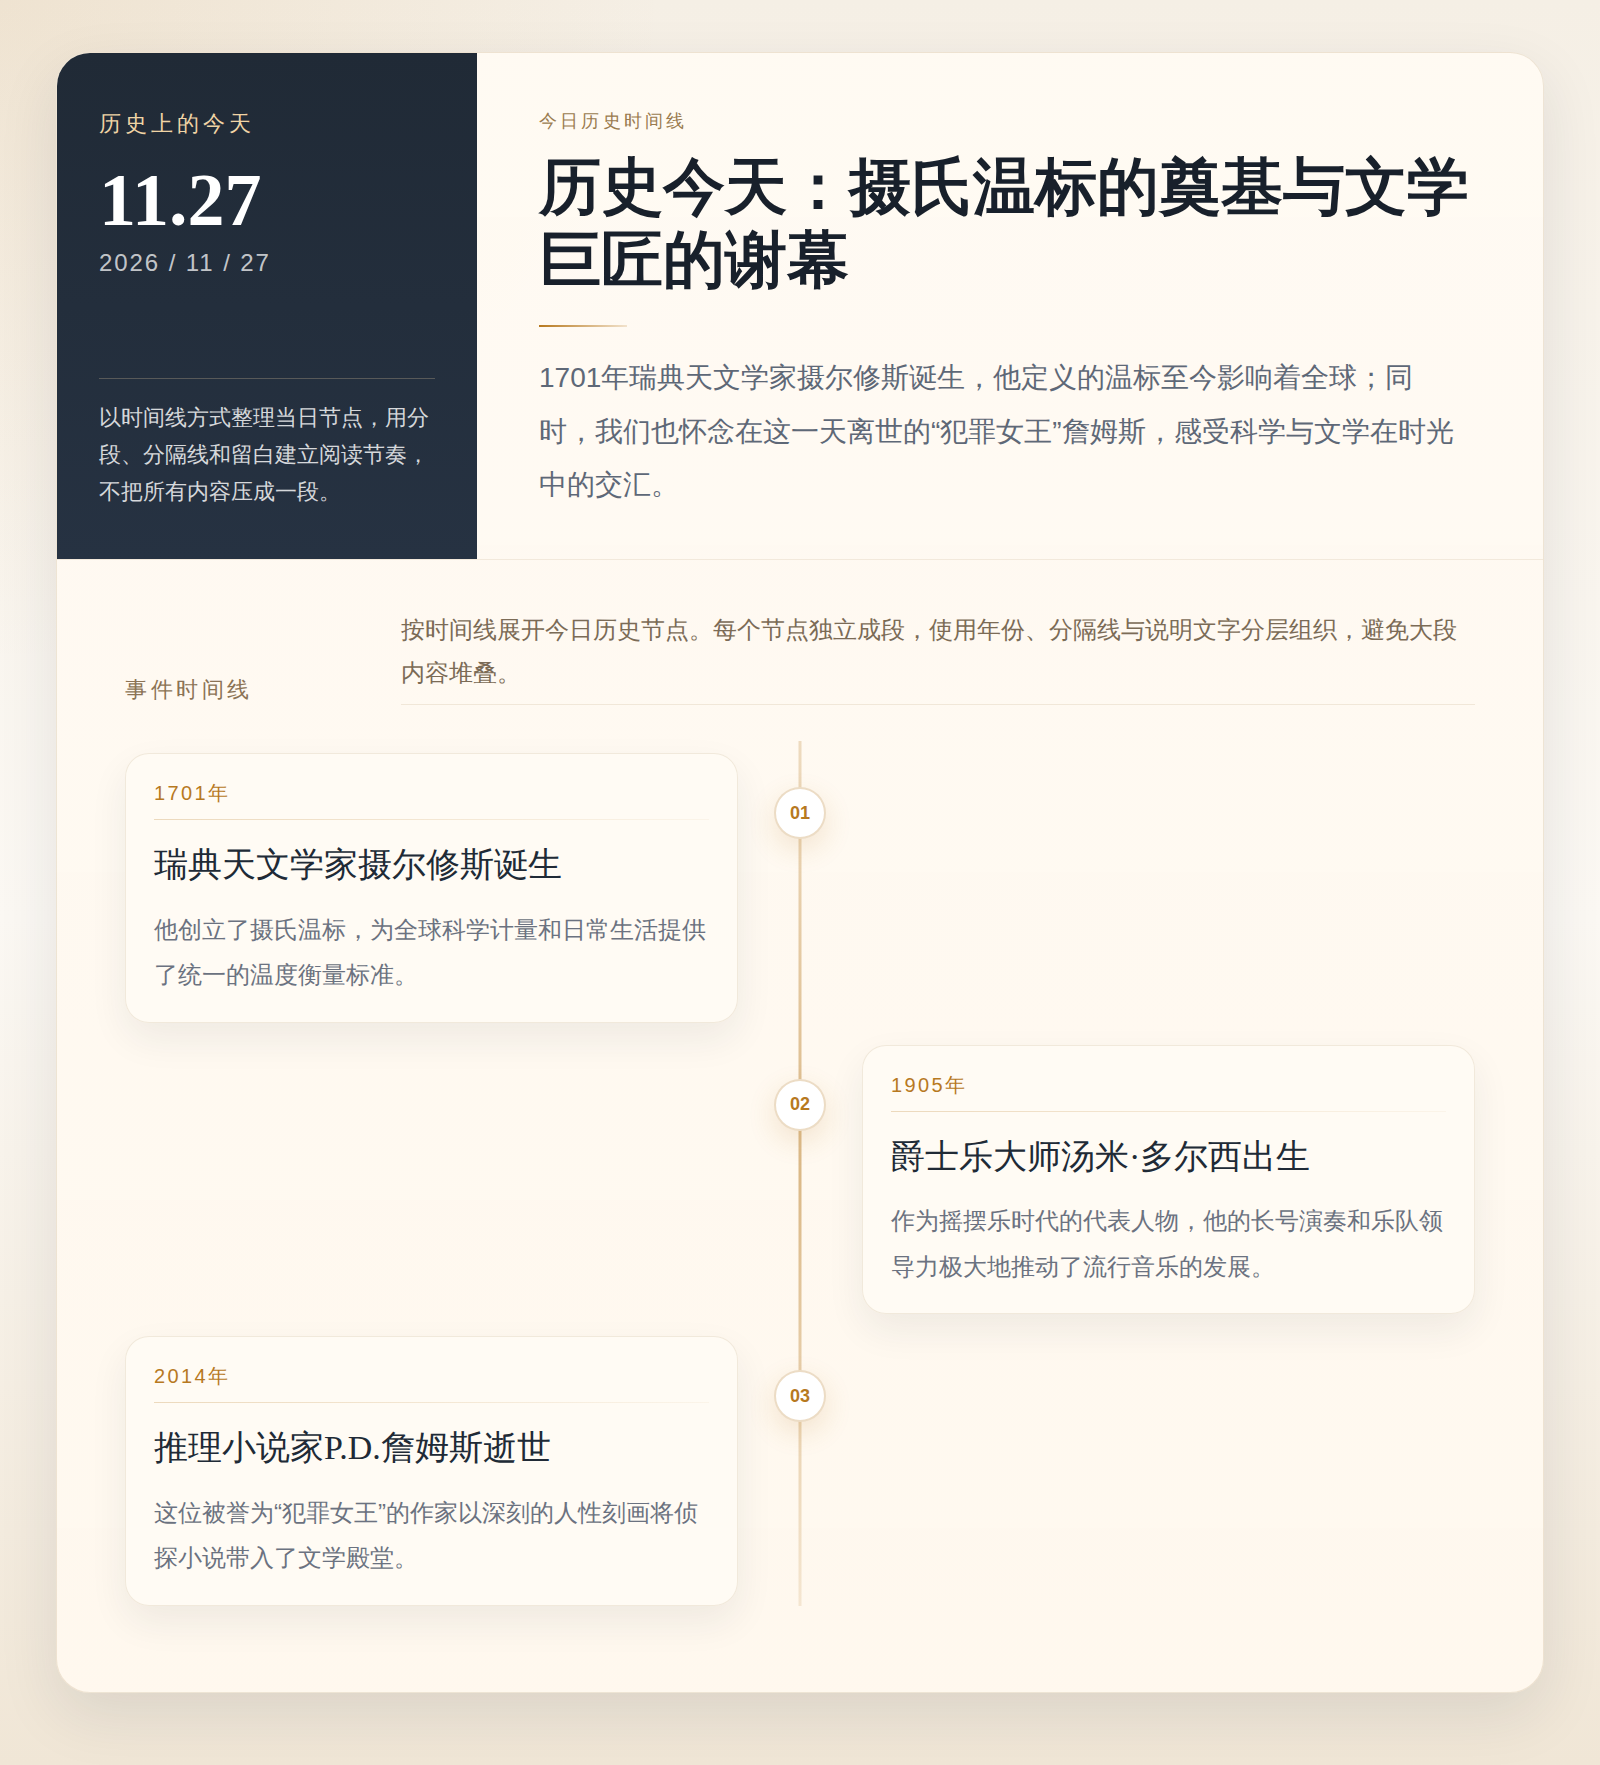 历史上的今天
11.27
2026 / 11 / 27
以时间线方式整理当日节点，用分
段、分隔线和留白建立阅读节奏，
不把所有内容压成一段。
今日历史时间线
历史今天：摄氏温标的奠基与文学
巨匠的谢幕
1701年瑞典天文学家摄尔修斯诞生，他定义的温标至今影响着全球；同
时，我们也怀念在这一天离世的“犯罪女王”詹姆斯，感受科学与文学在时光
中的交汇。
事件时间线
按时间线展开今日历史节点。每个节点独立成段，使用年份、分隔线与说明文字分层组织，避免大段
内容堆叠。
01
1701年
瑞典天文学家摄尔修斯诞生
他创立了摄氏温标，为全球科学计量和日常生活提供
了统一的温度衡量标准。
02
1905年
爵士乐大师汤米·多尔西出生
作为摇摆乐时代的代表人物，他的长号演奏和乐队领
导力极大地推动了流行音乐的发展。
03
2014年
推理小说家P.D.詹姆斯逝世
这位被誉为“犯罪女王”的作家以深刻的人性刻画将侦
探小说带入了文学殿堂。